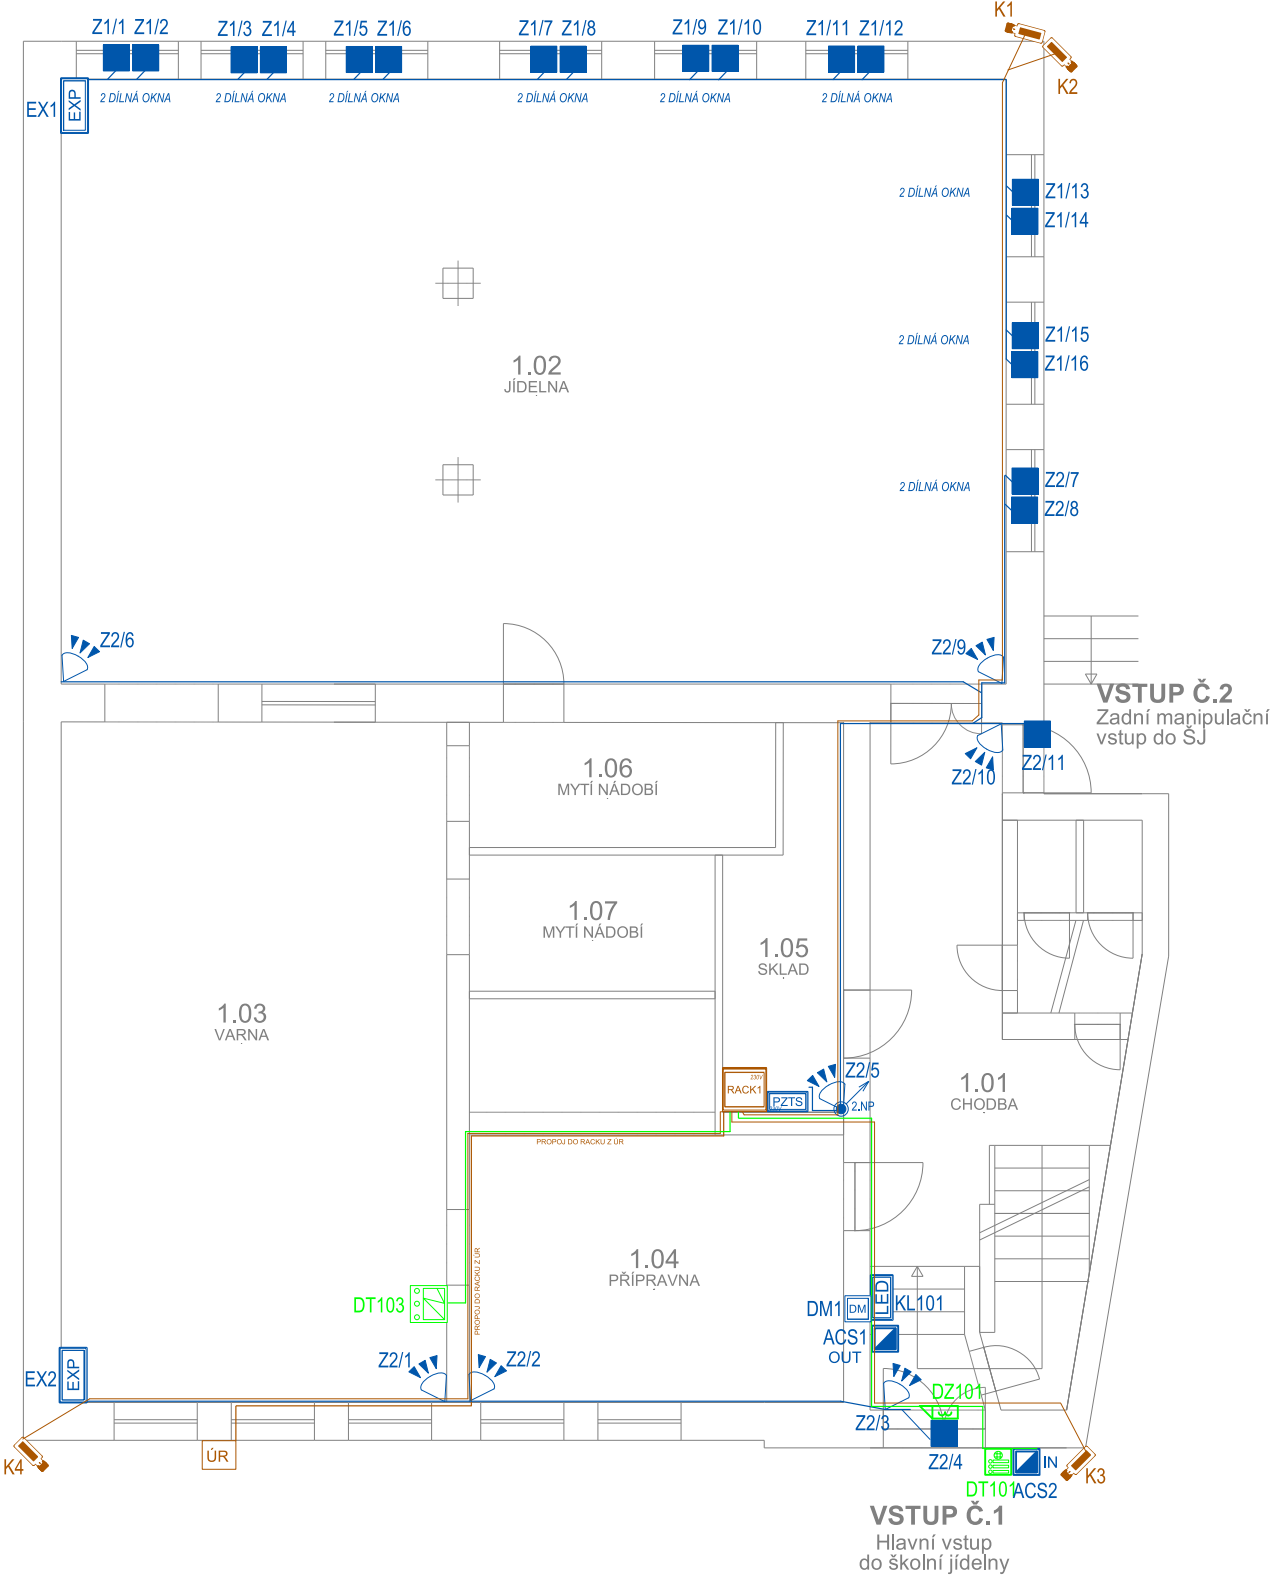 K1
Z1/1 Z1/2 Z1/3 Z1/4 Z1/5 Z1/6 Z1/7 Z1/8 Z1/9 Z1/10 Z1/11 Z1/12
K2
EX1
EXP
2 DÍLNÁ OKNA 2 DÍLNÁ OKNA 2 DÍLNÁ OKNA 2 DÍLNÁ OKNA 2 DÍLNÁ OKNA 2 DÍLNÁ OKNA
2 DÍLNÁ OKNA
Z1/13
Z1/14
2 DÍLNÁ OKNA
Z1/15
Z1/16
1.02
JÍDELNA
2 DÍLNÁ OKNA
Z2/7
Z2/8
Z2/6
Z2/9
VSTUP Č.2
Zadní manipulační
vstup do ŠJ
Z2/10
Z2/11
1.06
MYTÍ NÁDOBÍ
1.07
MYTÍ NÁDOBÍ
1.05
SKLAD
1.03
VARNA
Z2/5
230V
RACK1
PZTS
2.NP
1.01
CHODBA
PROPOJ DO RACKU Z ÚR
PROPOJ DO RACKU Z ÚR
1.04
PŘÍPRAVNA
DT103
DM1
DM
LED
KL101
ACS1
OUT
EX2
EXP
Z2/1
Z2/2
DZ101
Z2/3
Z2/4
K4
ÚR
IN
K3
DT101
ACS2
VSTUP Č.1
Hlavní vstup
do školní jídelny